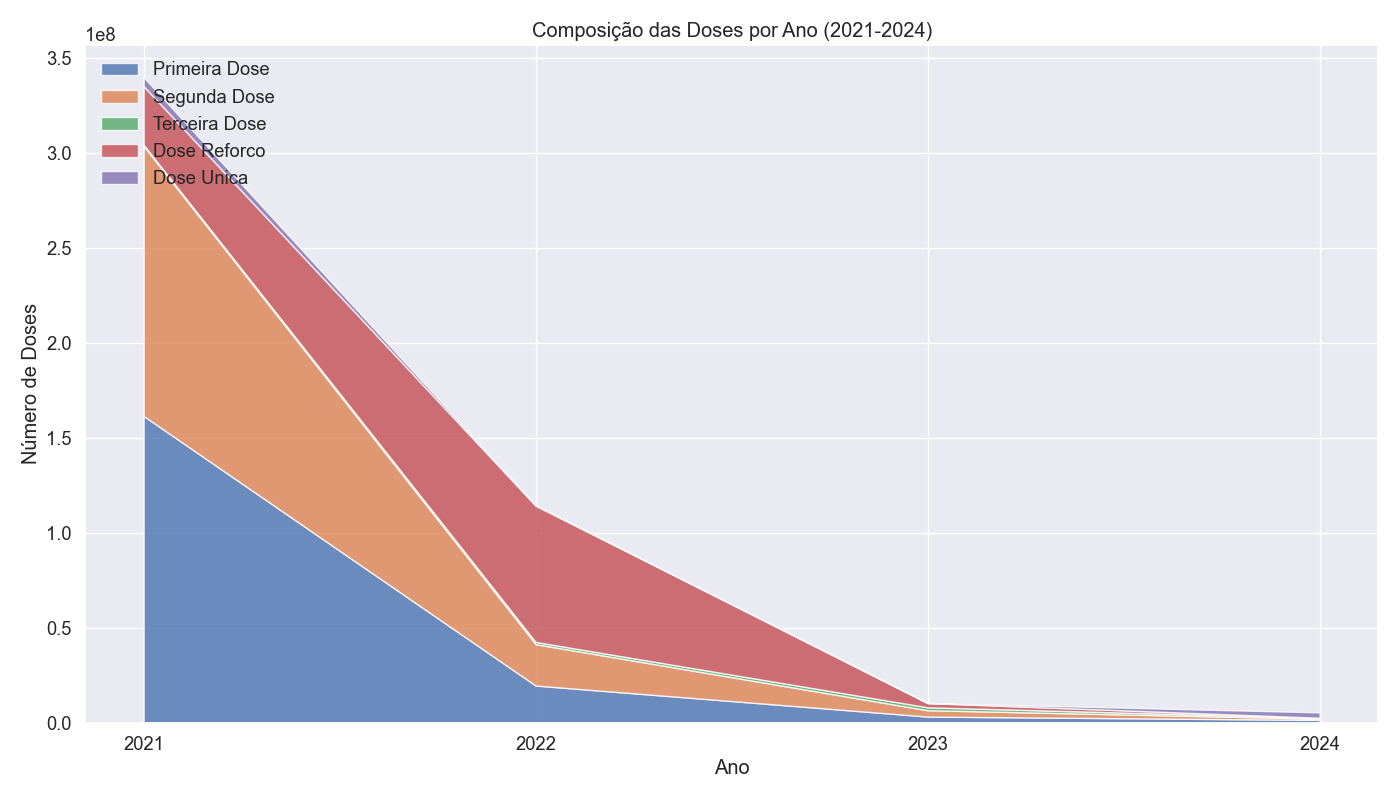 Composição das Doses por Ano (2021-2024)
1e8
3.5
3.0
2.5
2.0
1.5
1.0
0.5
0.0
Número de Doses
Primeira Dose
Segunda Dose
Terceira Dose
Dose Reforco
Dose Unica
2021
2022
2023
2024
Ano